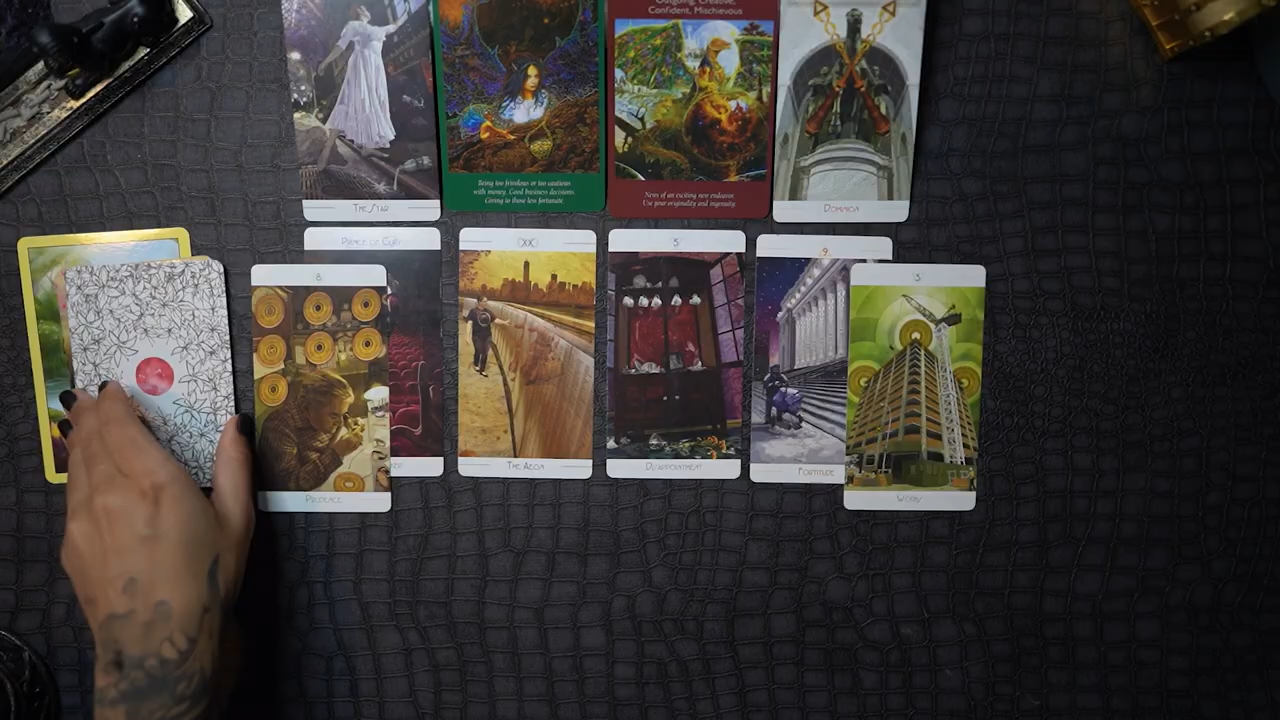 Outgoing, Creative,
Confident, Mischievous
THE STAR
Being too frivolous or too cautious
with money. Good business decisions.
Giving to those less fortunate.
News of an exciting new endeavor.
Use your originality and ingenuity.
DOMINION
8
PRUDENCE
PRINCE OF CUPS
XX
THE AEON
5
DISAPPOINTMENT
9
FORTITUDE
3
WORKS